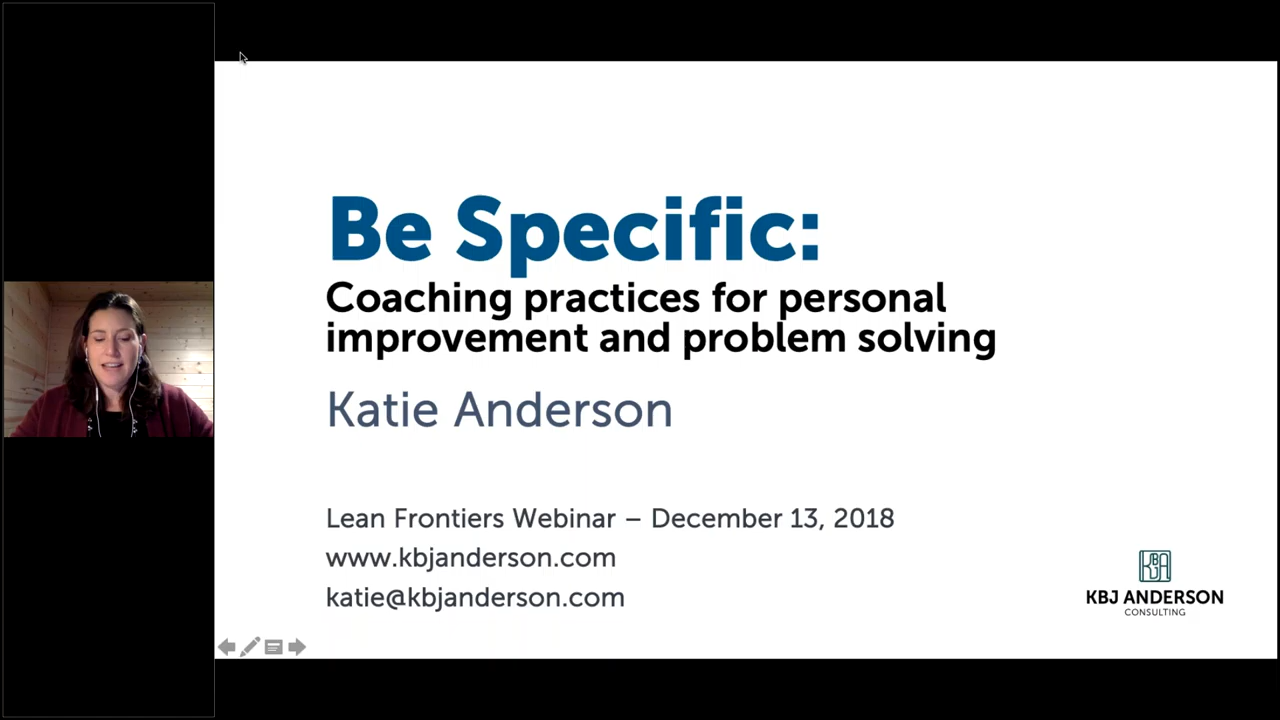 Be Specific:
Coaching practices for personal
improvement and problem solving
Katie Anderson
Lean Frontiers Webinar – December 13, 2018
www.kbjanderson.com
katie@kbjanderson.com
KBJA
KBJ ANDERSON
CONSULTING